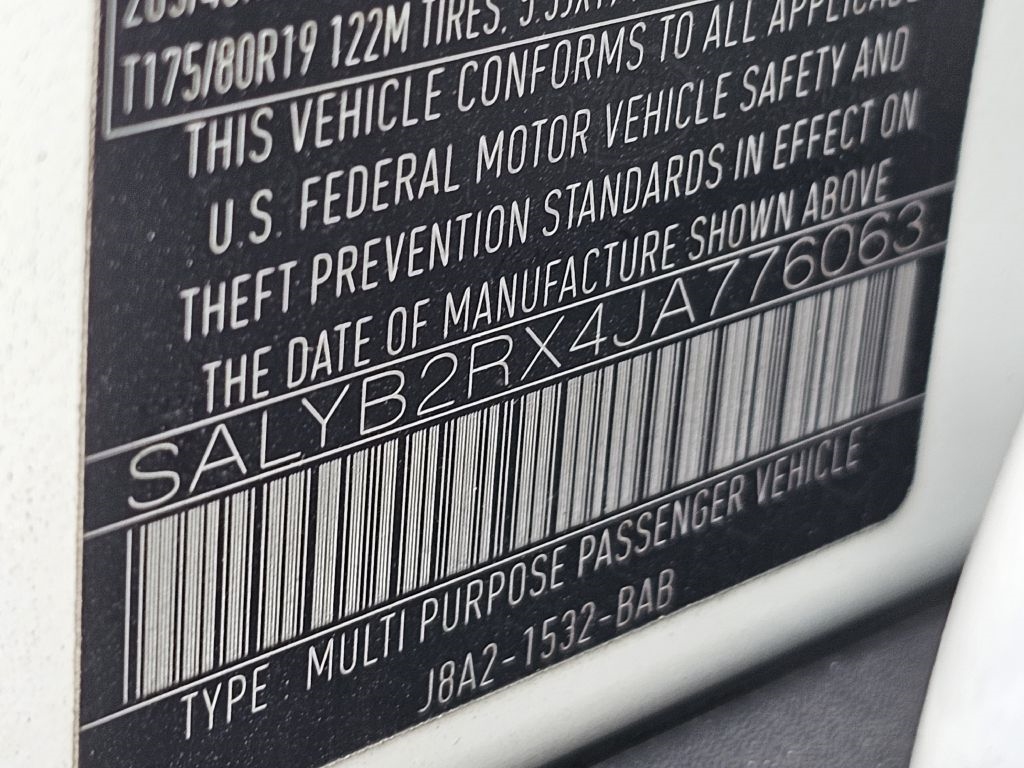 T175/80R19 122M TIRES,
THIS VEHICLE CONFORMS TO ALL
U.S. FEDERAL MOTOR VEHICLE SAFETY AND
THEFT PREVENTION STANDARDS IN EFFECT ON
THE DATE OF MANUFACTURE SHOWN ABOVE
SALYB2RX4JA776063
TYPE : MULTI PURPOSE PASSENGER VEHICLE
J8A2-1532-BAB